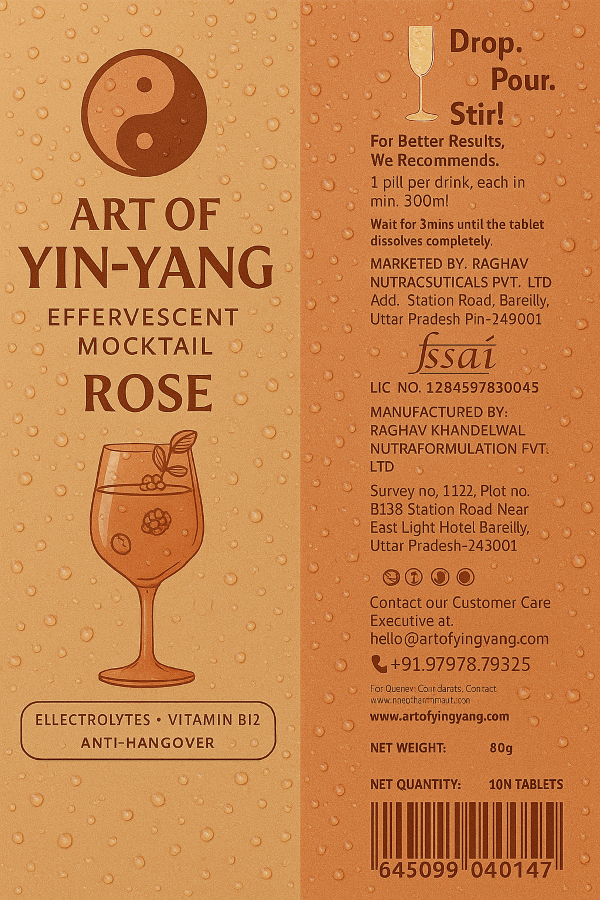 ART OF
YIN-YANG
EFFERVESCENT
MOCKTAIL
ROSE
ELLECTROLYTES • VITAMIN BI2
ANTI-HANGOVER
Drop.
Pour.
Stir!
For Better Results,
We Recommends.
1 pill per drink, each in
min. 300m!
Wait for 3mins until the tablet
dissolves completely.
MARKETED BY. RAGHAV
NUTRACSUTICALS PVT. LTD
Add. Station Road, Bareilly,
Uttar Pradesh Pin-249001
fssai
LIC NO. 1284597830045
MANUFACTURED BY:
RAGHAV KHANDELWAL
NUTRAFORMULATION FVT.
LTD
Survey no, 1122, Plot no.
B138 Station Road Near
East Light Hotel Bareilly,
Uttar Pradesh-243001
Contact our Customer Care
Executive at.
hello@artofyingvang.com
+91.97978.79325
For Contact
www.artofyingyang.com
NET WEIGHT: 80g
NET QUANTITY: 10N TABLETS
645099 040147